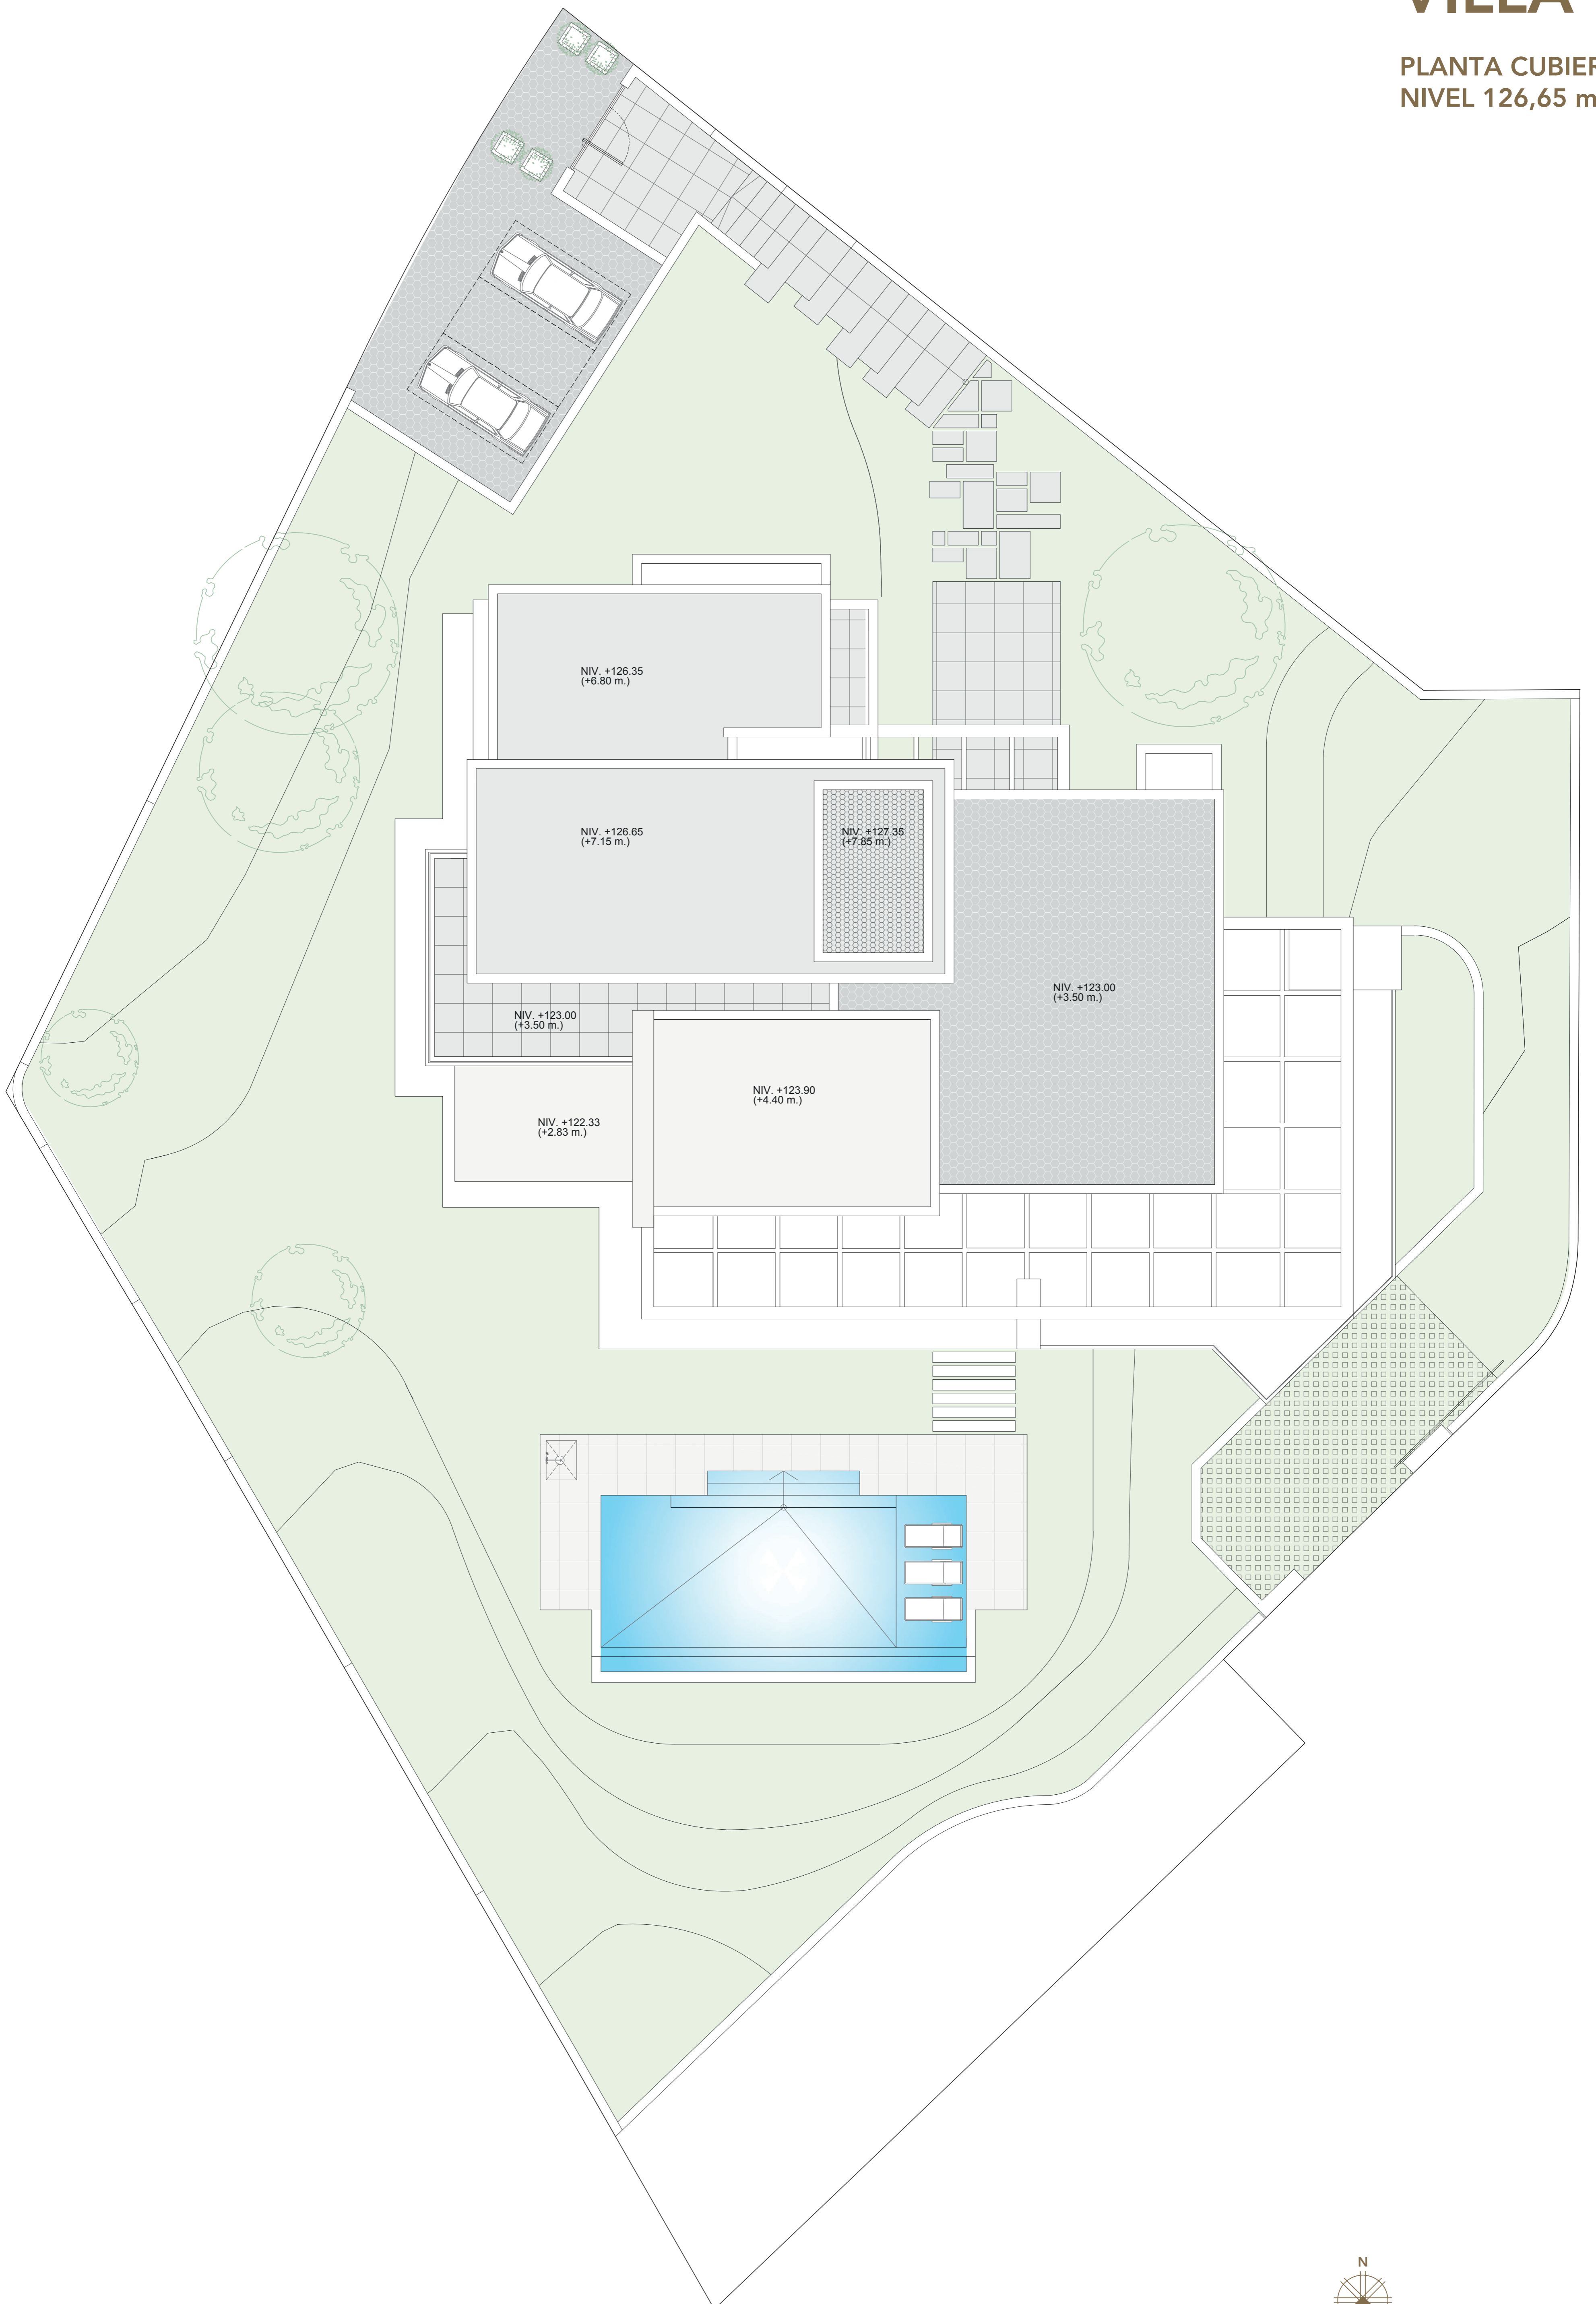 VILLA
PLANTA CUBIER
NIVEL 126,65 m
NIV. +126.35
(+6.80 m.)
NIV. +126.65
(+7.15 m.)
NIV. +127.35
(+7.85 m.)
NIV. +123.00
(+3.50 m.)
NIV. +123.00
(+3.50 m.)
NIV. +123.90
(+4.40 m.)
NIV. +122.33
(+2.83 m.)
N